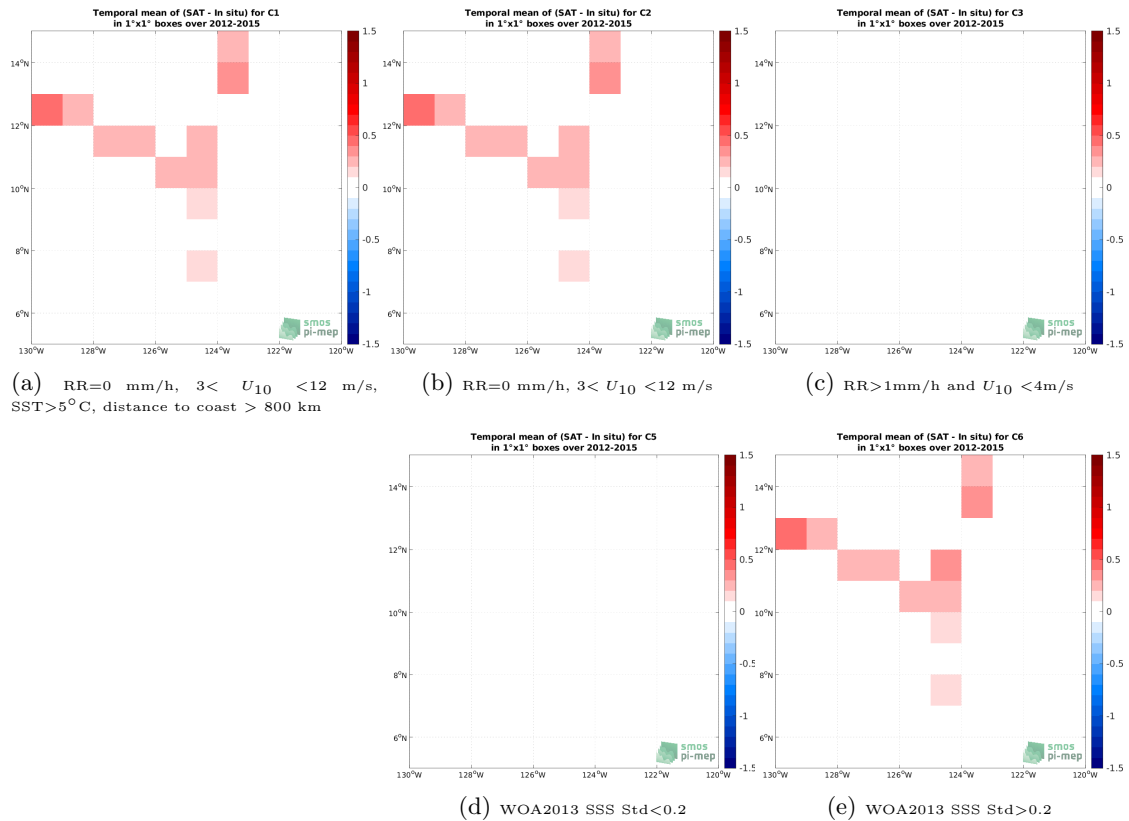 Temporal mean of (SAT - In situ) for C1
in 1°x1° boxes over 2012-2015
14°N
12°N
10°N
8°N
6°N
130°W
128°W
126°W
124°W
122°W
120°W
1.5
1
0.5
0
-0.5
-1
-1.5
smos
pi-mep
(a) RR=0 mm/h, 3< U10 <12 m/s,
SST>5°C, distance to coast > 800 km
Temporal mean of (SAT - In situ) for C2
in 1°x1° boxes over 2012-2015
14°N
12°N
10°N
8°N
6°N
130°W
128°W
126°W
124°W
122°W
120°W
1.5
1
0.5
0
-0.5
-1
-1.5
smos
pi-mep
(b) RR=0 mm/h, 3< U10 <12 m/s
Temporal mean of (SAT - In situ) for C3
in 1°x1° boxes over 2012-2015
14°N
12°N
10°N
8°N
6°N
130°W
128°W
126°W
124°W
122°W
120°W
1.5
1
0.5
0
-0.5
-1
-1.5
smos
pi-mep
(c) RR>1mm/h and U10 <4m/s
Temporal mean of (SAT - In situ) for C5
in 1°x1° boxes over 2012-2015
14°N
12°N
10°N
8°N
6°N
130°W
128°W
126°W
124°W
122°W
120°W
1.5
1
0.5
0
-0.5
-1
-1.5
smos
pi-mep
(d) WOA2013 SSS Std<0.2
Temporal mean of (SAT - In situ) for C6
in 1°x1° boxes over 2012-2015
14°N
12°N
10°N
8°N
6°N
130°W
128°W
126°W
124°W
122°W
120°W
1.5
1
0.5
0
-0.5
-1
-1.5
smos
pi-mep
(e) WOA2013 SSS Std>0.2